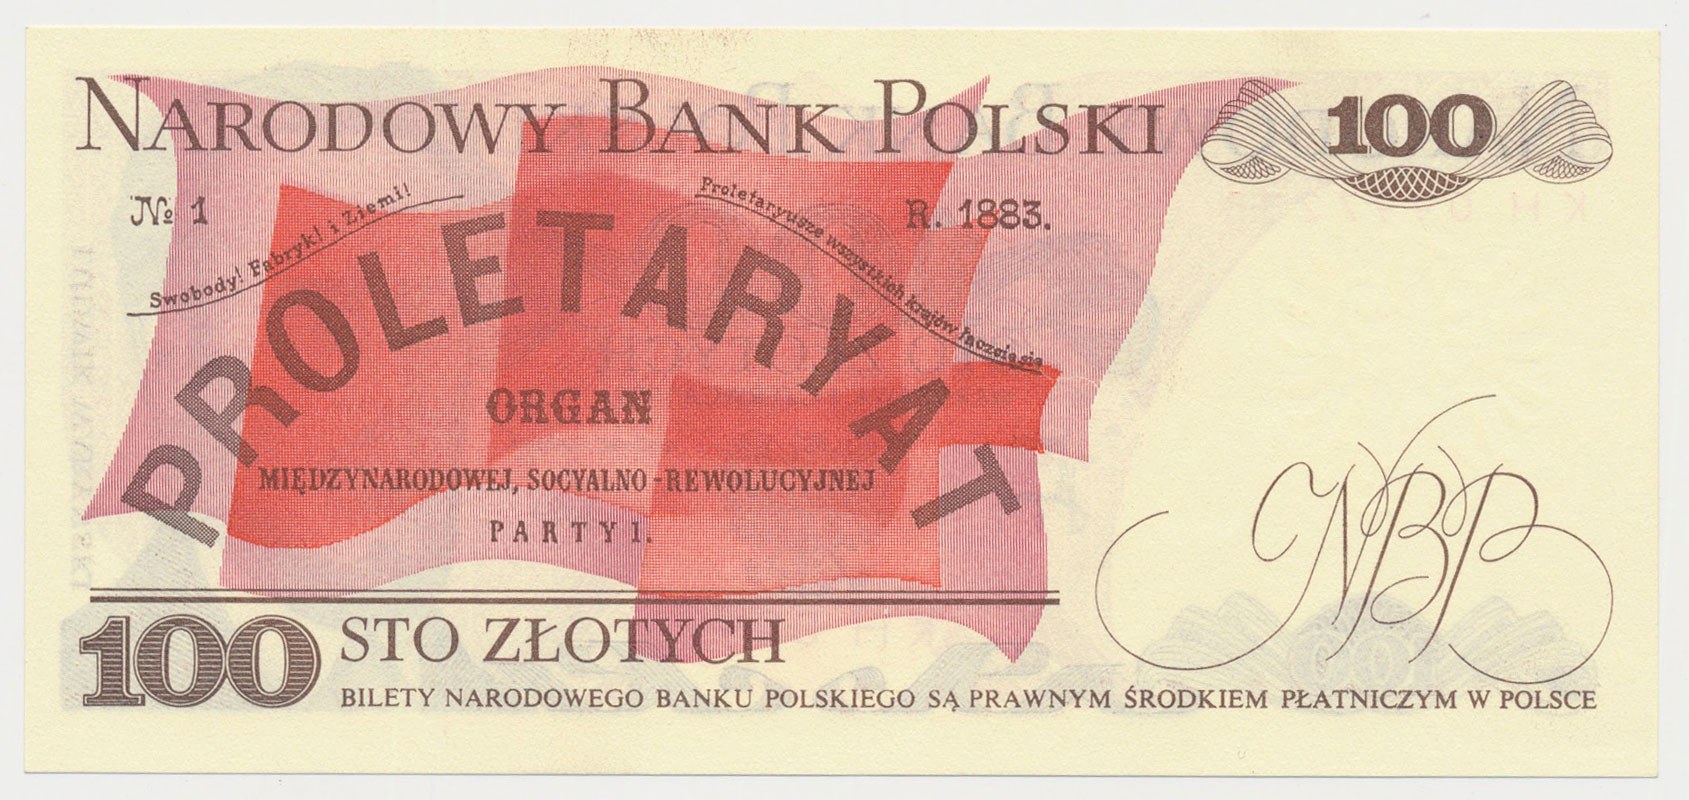 NARODOWY BANK POLSKI
100
№ 1
Swobody! Fabryk! i Ziemi!
Proletaryusze wszystkich krajów łączcie się
R. 1883.
PROLETARYAT
ORGAN
MIĘDZYNARODOWEJ, SOCYALNO-REWOLUCYJNEJ
PARTYI.
NBP
100 STO ZŁOTYCH
BILETY NARODOWEGO BANKU POLSKIEGO SĄ PRAWNYM ŚRODKIEM PŁATNICZYM W POLSCE